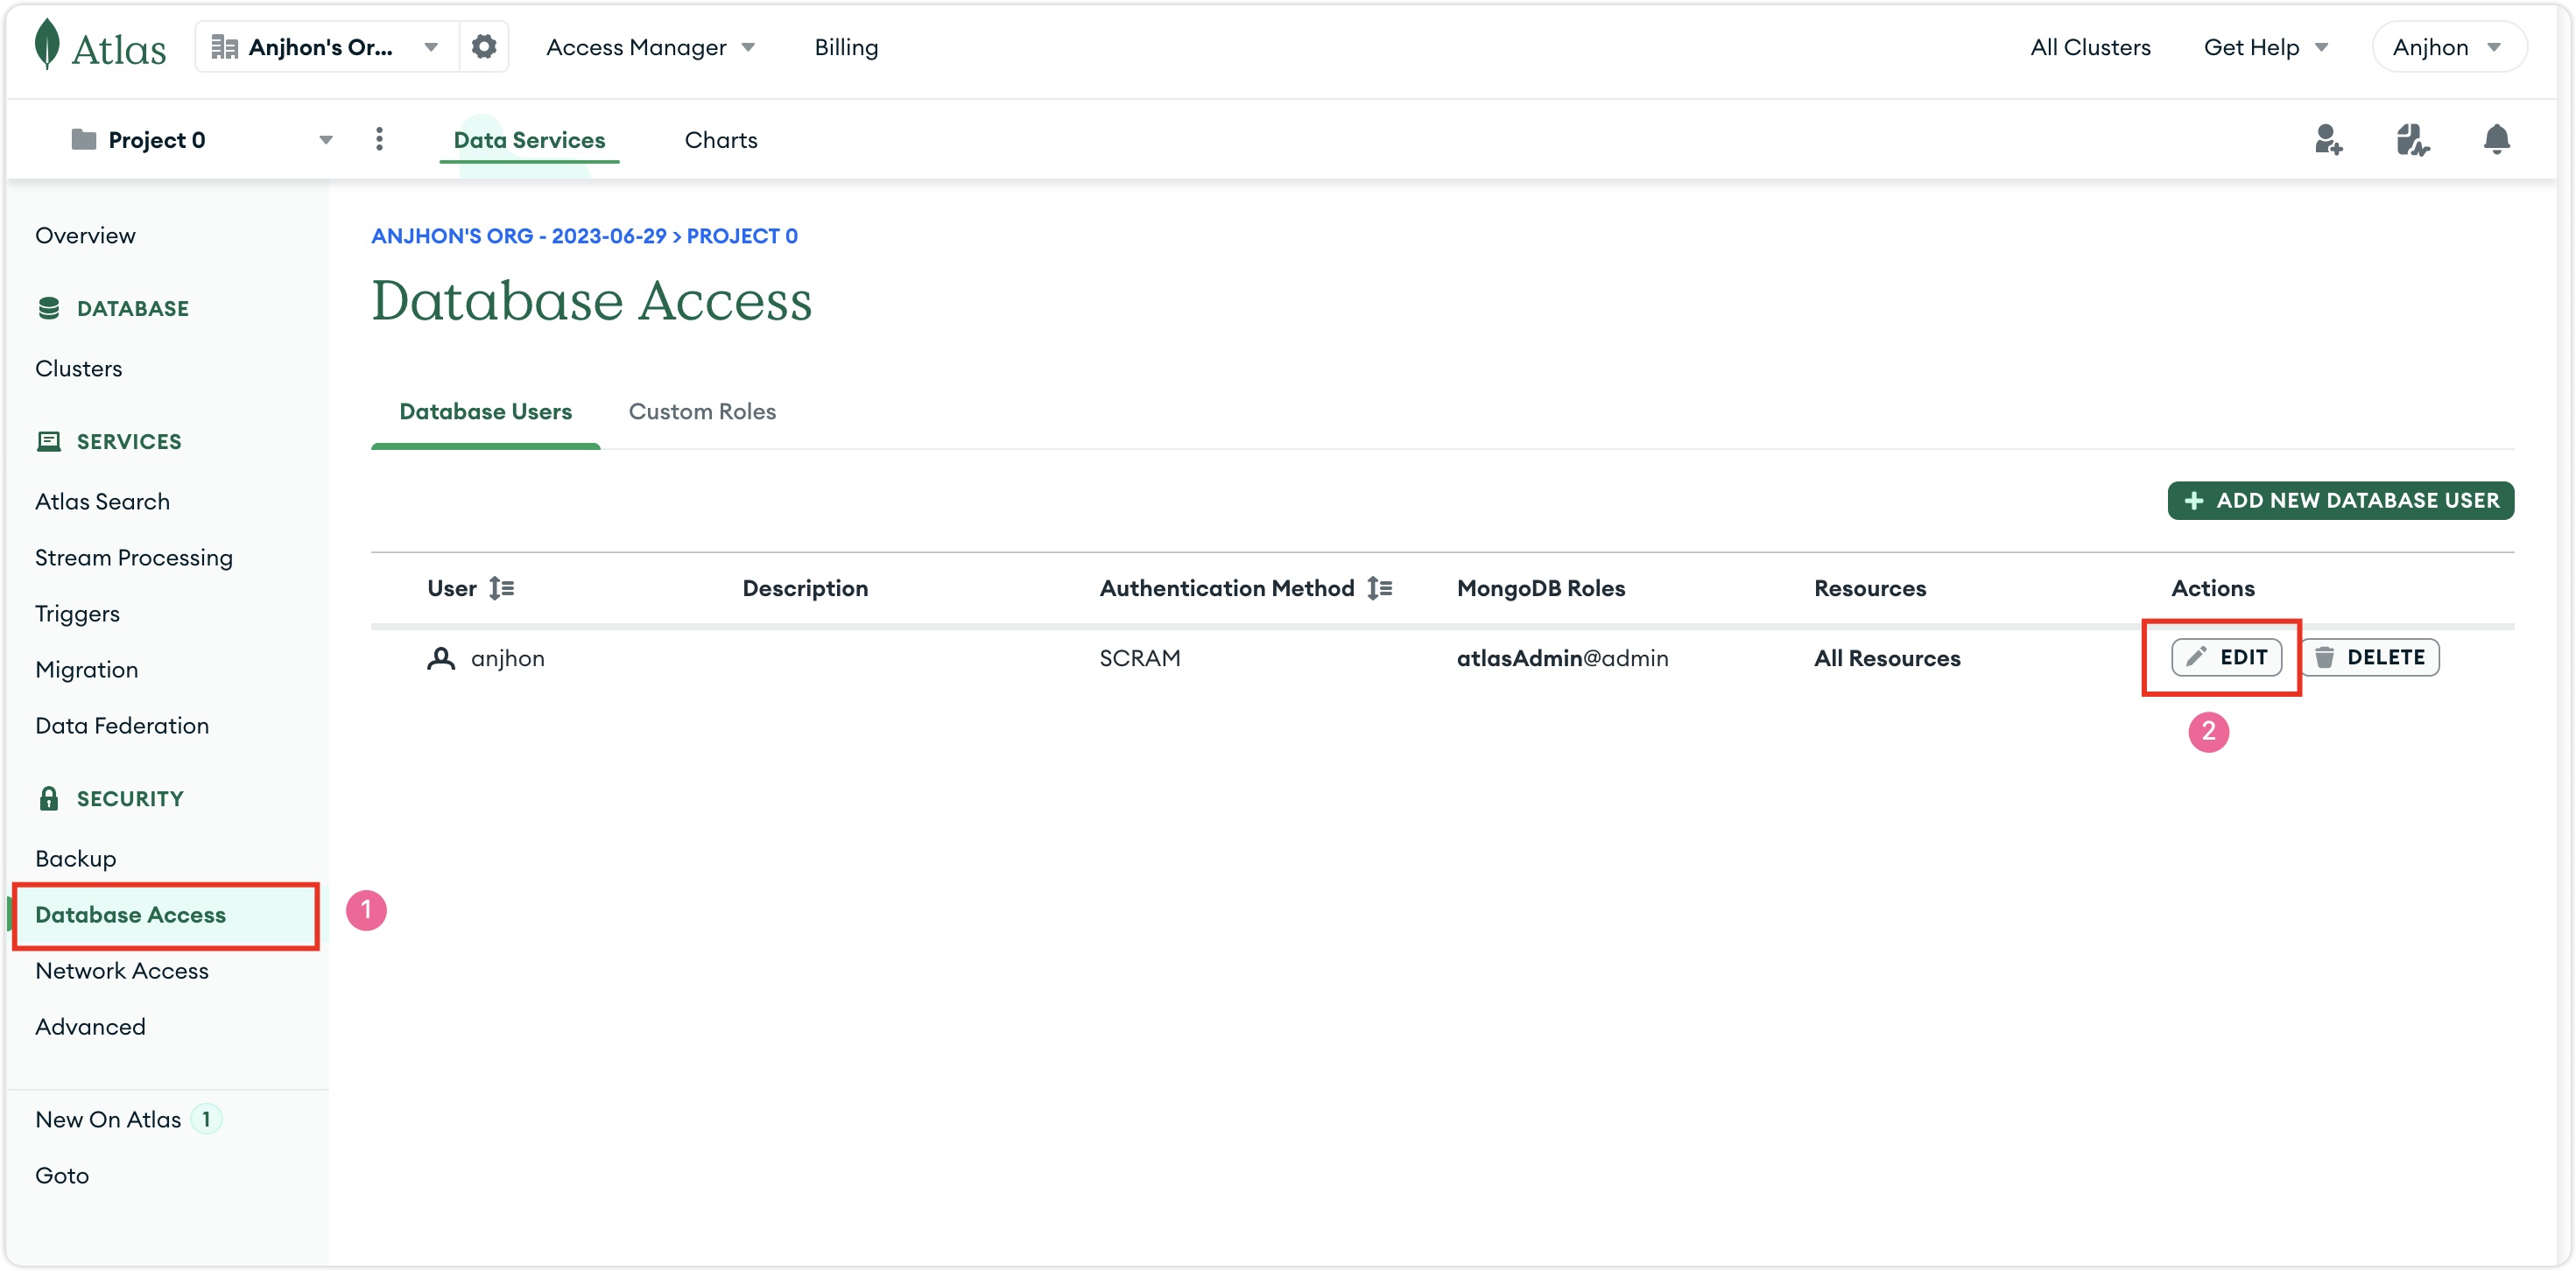 Atlas
Anjhon's Or...
Access Manager
Billing
All Clusters
Get Help
Anjhon
Project 0
Data Services
Charts
Overview
DATABASE
Clusters
SERVICES
Atlas Search
Stream Processing
Triggers
Migration
Data Federation
SECURITY
Backup
Database Access
1
Network Access
Advanced
New On Atlas 1
Goto
ANJHON'S ORG - 2023-06-29 > PROJECT 0
Database Access
Database Users
Custom Roles
ADD NEW DATABASE USER
User Description Authentication Method MongoDB Roles Resources Actions
anjhon SCRAM atlasAdmin@admin All Resources EDIT DELETE
2